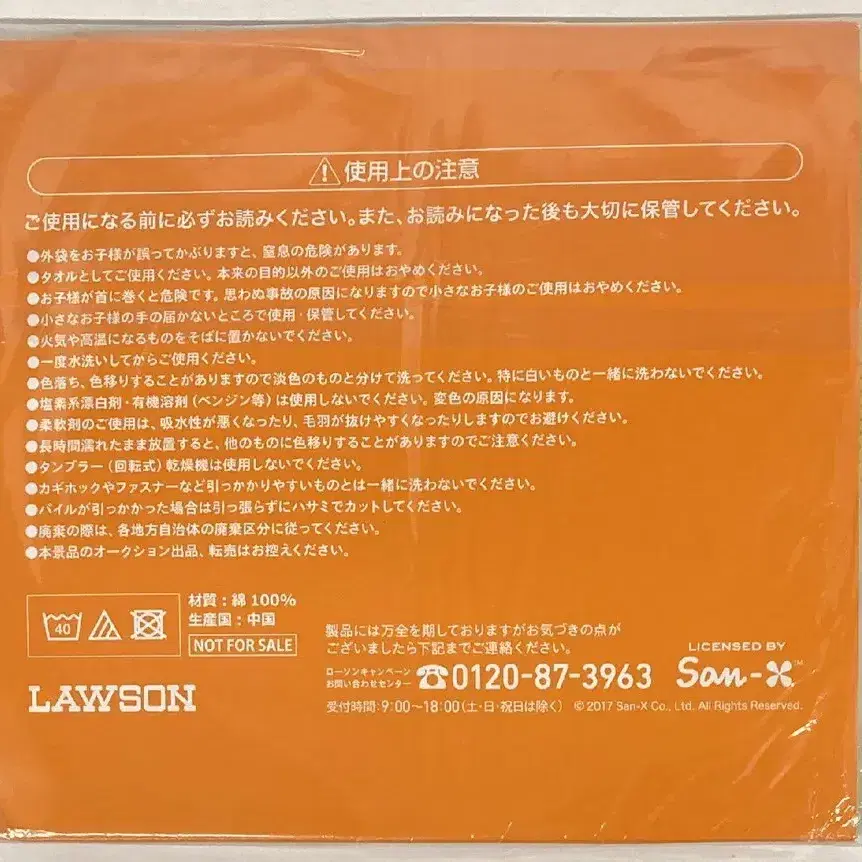 ⚠使用上の注意
ご使用になる前に必ずお読みください。また、お読みになった後も大切に保管してください。
●外袋をお子様が誤ってかぶりますと、窒息の危険があります。
●タオルとしてご使用ください。本来の目的以外のご使用はおやめください。
●お子様が首に巻くと危険です。思わぬ事故の原因になりますので小さなお子様のご使用はおやめください。
●小さなお子様の手の届かないところで使用・保管してください。
●火気や高温になるものをそばに置かないでください。
●一度水洗いしてからご使用ください。
●色落ち、色移りすることがありますので淡色のものと分けて洗ってください。特に白いものと一緒に洗わないでください。
●塩素系漂白剤・有機溶剤（ベンジン等）は使用しないでください。変色の原因になります。
●柔軟剤のご使用は、吸水性が悪くなったり、毛羽が抜けやすくなったりしますのでお避けください。
●長時間濡れたまま放置すると、他のものに色移りすることがありますのでご注意ください。
●タンブラー（回転式）乾燥機は使用しないでください。
●カギホックやファスナーなど引っかかりやすいものとは一緒に洗わないでください。
●パイルが引っかかった場合は引っ張らずにハサミでカットしてください。
●廃棄の際は、各地方自治体の廃棄区分に従ってください。
●本景品のオークション出品、転売はお控えください。
40
材質：綿100%
生産国：中国
NOT FOR SALE
LAWSON
製品には万全を期しておりますがお気づきの点が
ございましたら下記までご連絡ください。
ローソンキャンペーン
お問い合わせセンター
☎0120-87-3963
受付時間：9:00〜18:00（土・日・祝日は除く）
LICENSED BY
San-X™
© 2017 San-X Co., Ltd. All Rights Reserved.